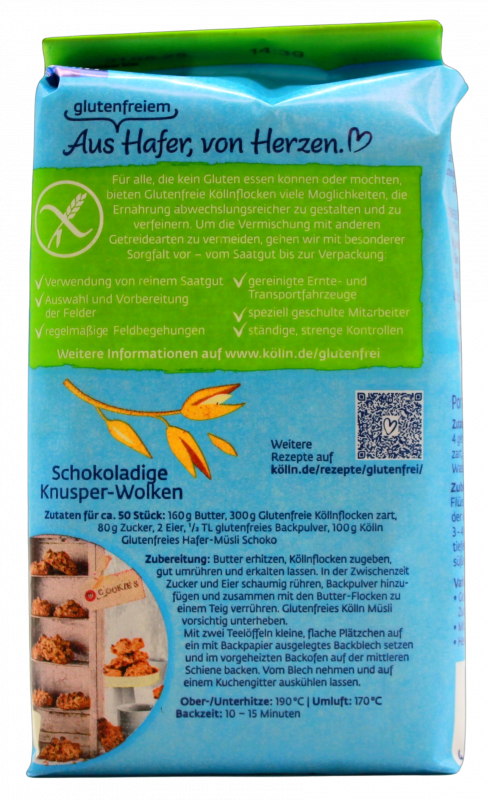 14:30
glutenfreiem
Aus Hafer, von Herzen.
Für alle, die kein Gluten essen können oder möchten,
bieten Glutenfreie Köllnflocken viele Möglichkeiten, die
Ernährung abwechslungsreicher zu gestalten und zu
verfeinern. Um die Vermischung mit anderen
Getreidearten zu vermeiden, gehen wir mit besonderer
Sorgfalt vor – vom Saatgut bis zur Verpackung:
Verwendung von reinem Saatgut
Auswahl und Vorbereitung
der Felder
regelmäßige Feldbegehungen
gereinigte Ernte- und
Transportfahrzeuge
speziell geschulte Mitarbeiter
ständige, strenge Kontrollen
Weitere Informationen auf www.kölln.de/glutenfrei
Weitere
Rezepte auf
kölln.de/rezepte/glutenfrei/
Schokoladige
Knusper-Wolken
Zutaten für ca. 50 Stück: 160 g Butter, 300 g Glutenfreie Köllnflocken zart,
80 g Zucker, 2 Eier, ½ TL glutenfreies Backpulver, 100 g Kölln
Glutenfreies Hafer-Müsli Schoko
COOKIES
Zubereitung: Butter erhitzen, Köllnflocken zugeben,
gut umrühren und erkalten lassen. In der Zwischenzeit
Zucker und Eier schaumig rühren, Backpulver hinzu-
fügen und zusammen mit den Butter-Flocken zu
einem Teig verrühren. Glutenfreies Kölln Müsli
vorsichtig unterheben.
Mit zwei Teelöffeln kleine, flache Plätzchen auf
ein mit Backpapier ausgelegtes Backblech setzen
und im vorgeheizten Backofen auf der mittleren
Schiene backen. Vom Blech nehmen und auf
einem Kuchengitter auskühlen lassen.
Ober-/Unterhitze: 190°C | Umluft: 170°C
Backzeit: 10 – 15 Minuten